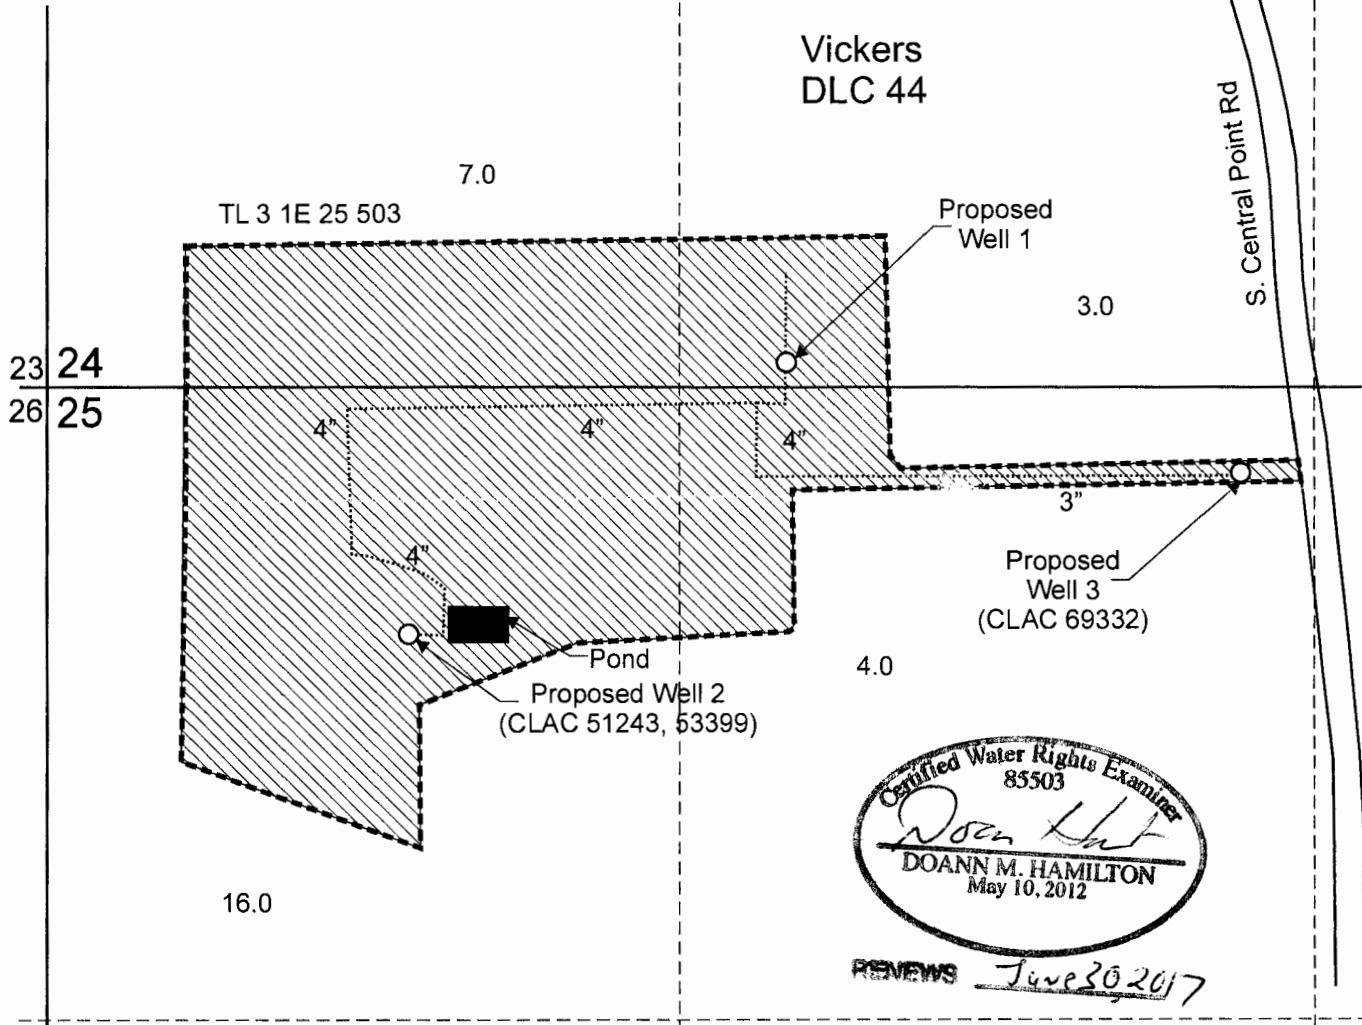 Vickers
DLC 44
S. Central Point Rd
7.0
TL 3 1E 25 503
Proposed
Well 1
3.0
23 24
26 25
4"
4"
4"
3"
4"
Proposed
Well 3
(CLAC 69332)
Pond
4.0
Proposed Well 2
(CLAC 51243, 53399)
Certified Water Rights Examiner
85503
DOANN M. HAMILTON
May 10, 2012
16.0
RENEWS June 30, 2017